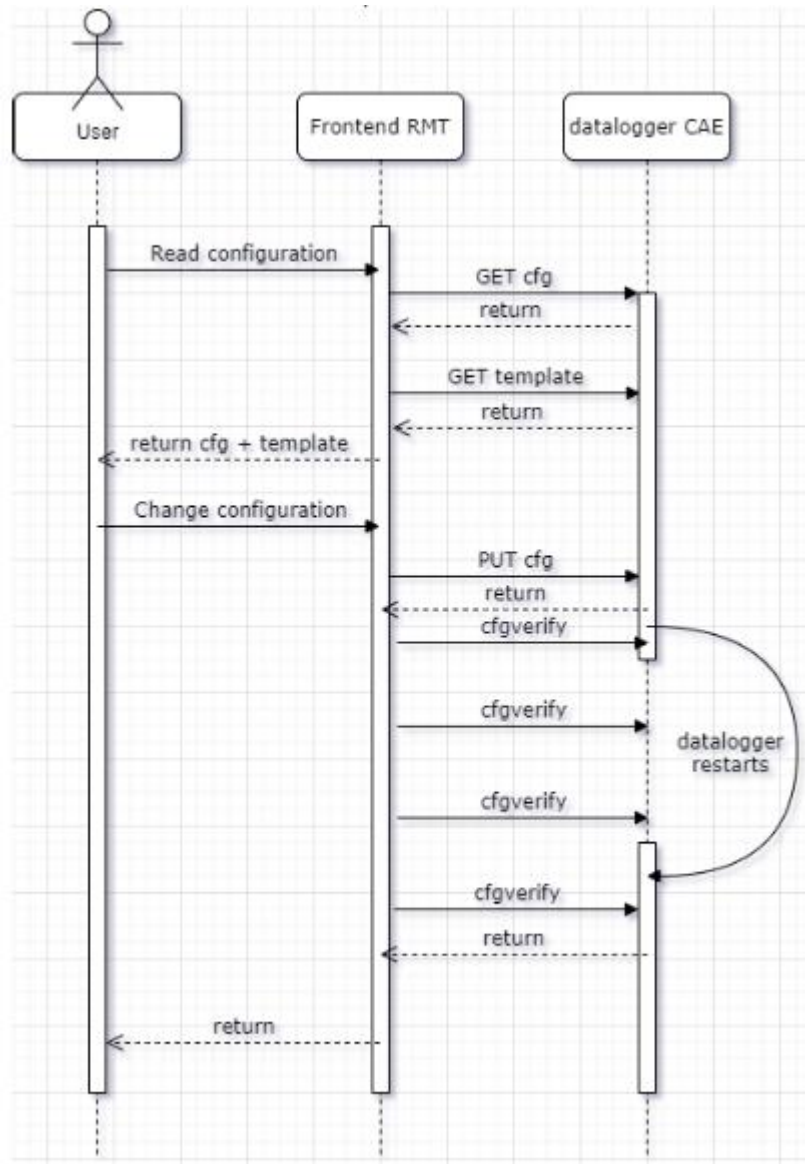 User
Frontend RMT
datalogger CAE
Read configuration
GET cfg
return
GET template
return
return cfg + template
Change configuration
PUT cfg
return
cfgverify
cfgverify
datalogger
restarts
cfgverify
cfgverify
return
return